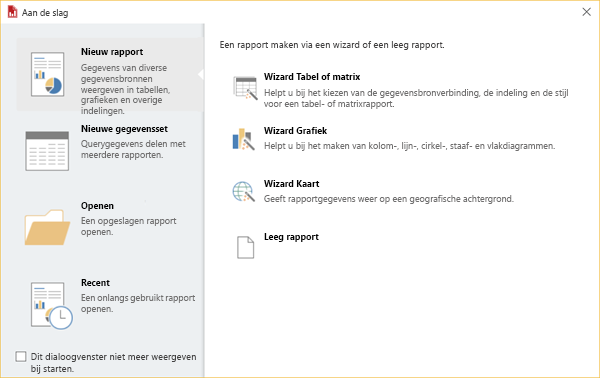 Aan de slag
Nieuw rapport
Gegevens van diverse
gegevensbronnen
weergeven in tabellen,
grafieken en overige
indelingen.
Nieuwe gegevensset
Querygegevens delen met
meerdere rapporten.
Openen
Een opgeslagen rapport
openen.
Recent
Een onlangs gebruikt rapport
openen.
Dit dialoogvenster niet meer weergeven
bij starten.
Een rapport maken via een wizard of een leeg rapport.
Wizard Tabel of matrix
Helpt u bij het kiezen van de gegevensbronverbinding, de indeling en de stijl
voor een tabel- of matrixrapport.
Wizard Grafiek
Helpt u bij het maken van kolom-, lijn-, cirkel-, staaf- en vlakdiagrammen.
Wizard Kaart
Geeft rapportgegevens weer op een geografische achtergrond.
Leeg rapport